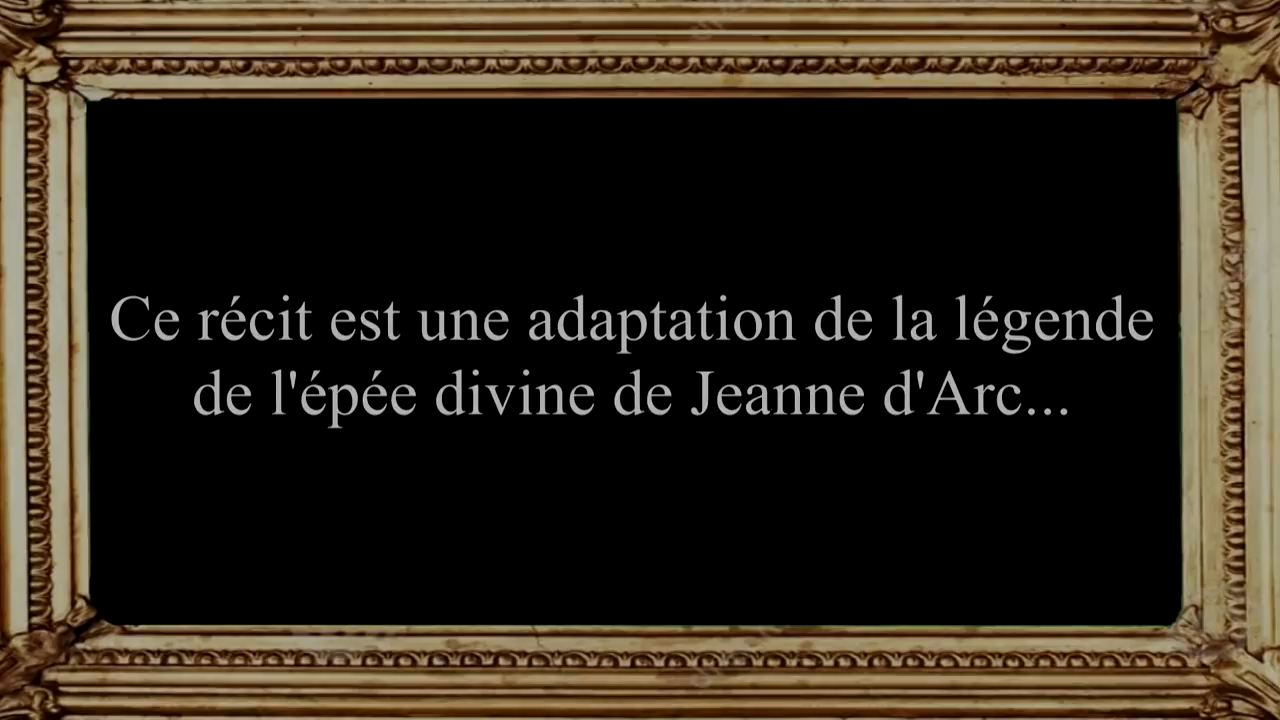 Ce récit est une adaptation de la légende
de l'épée divine de Jeanne d'Arc...